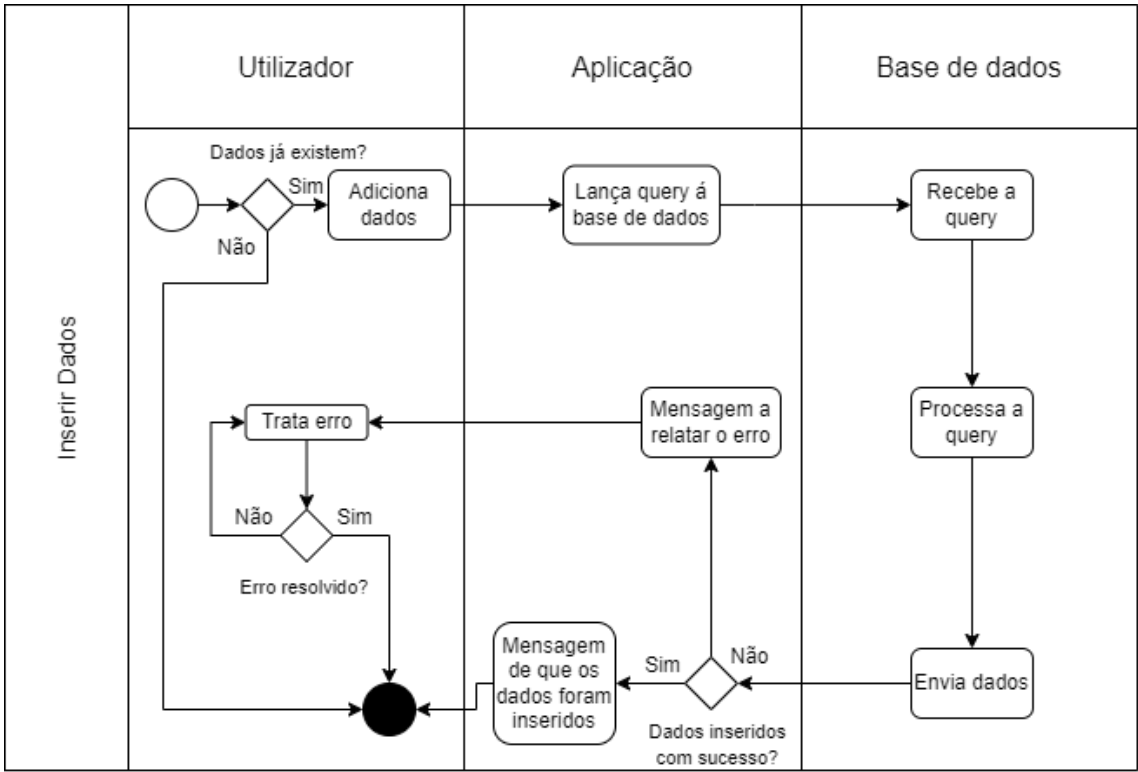 Utilizador
Aplicação
Base de dados
Inserir Dados
Dados já existem?
Sim
Não
Adiciona
dados
Lança query á
base de dados
Recebe a
query
Processa a
query
Mensagem a
relatar o erro
Trata erro
Não
Sim
Erro resolvido?
Envia dados
Não
Sim
Dados inseridos
com sucesso?
Mensagem
de que os
dados foram
inseridos